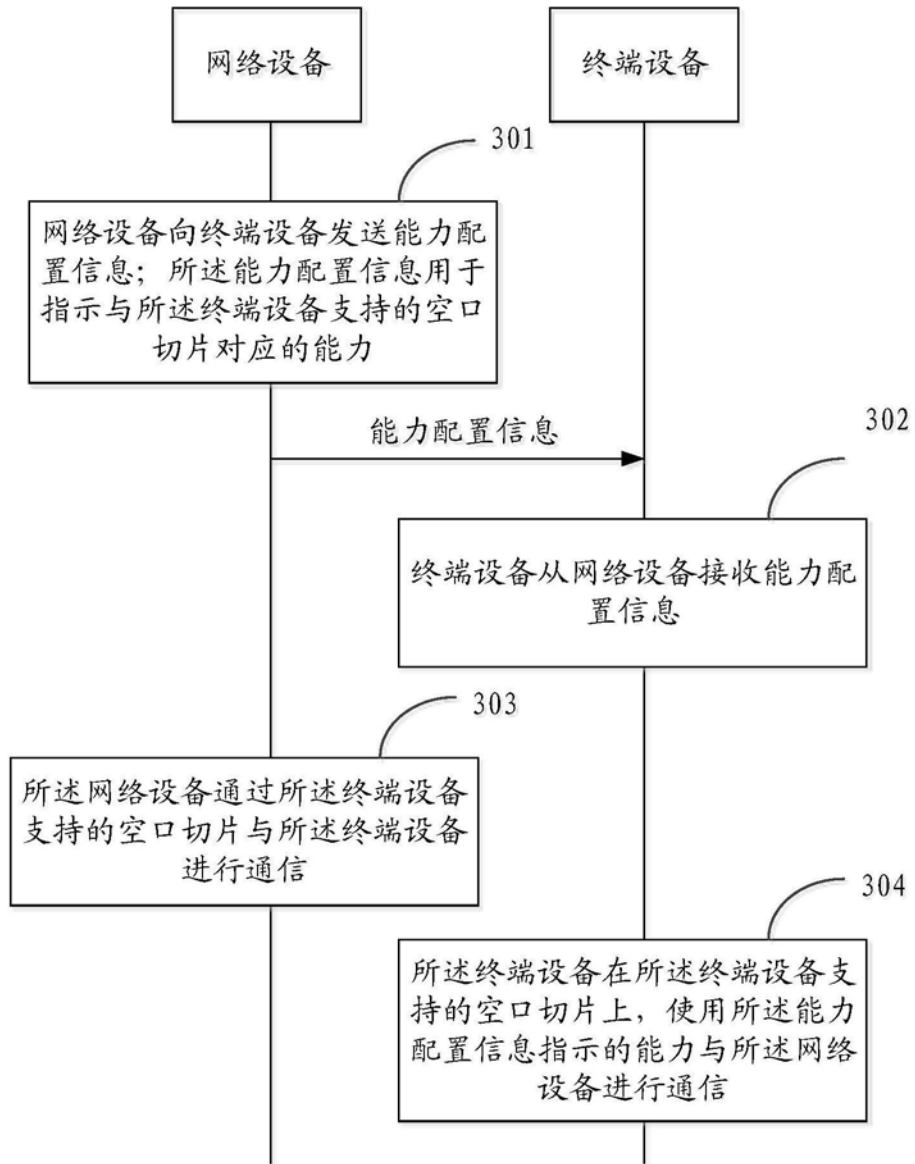 网络设备
终端设备
301
网络设备向终端设备发送能力配
置信息；所述能力配置信息用于
指示与所述终端设备支持的空口
切片对应的能力
能力配置信息
302
终端设备从网络设备接收能力配
置信息
303
所述网络设备通过所述终端设备
支持的空口切片与所述终端设备
进行通信
304
所述终端设备在所述终端设备支
持的空口切片上，使用所述能力
配置信息指示的能力与所述网络
设备进行通信